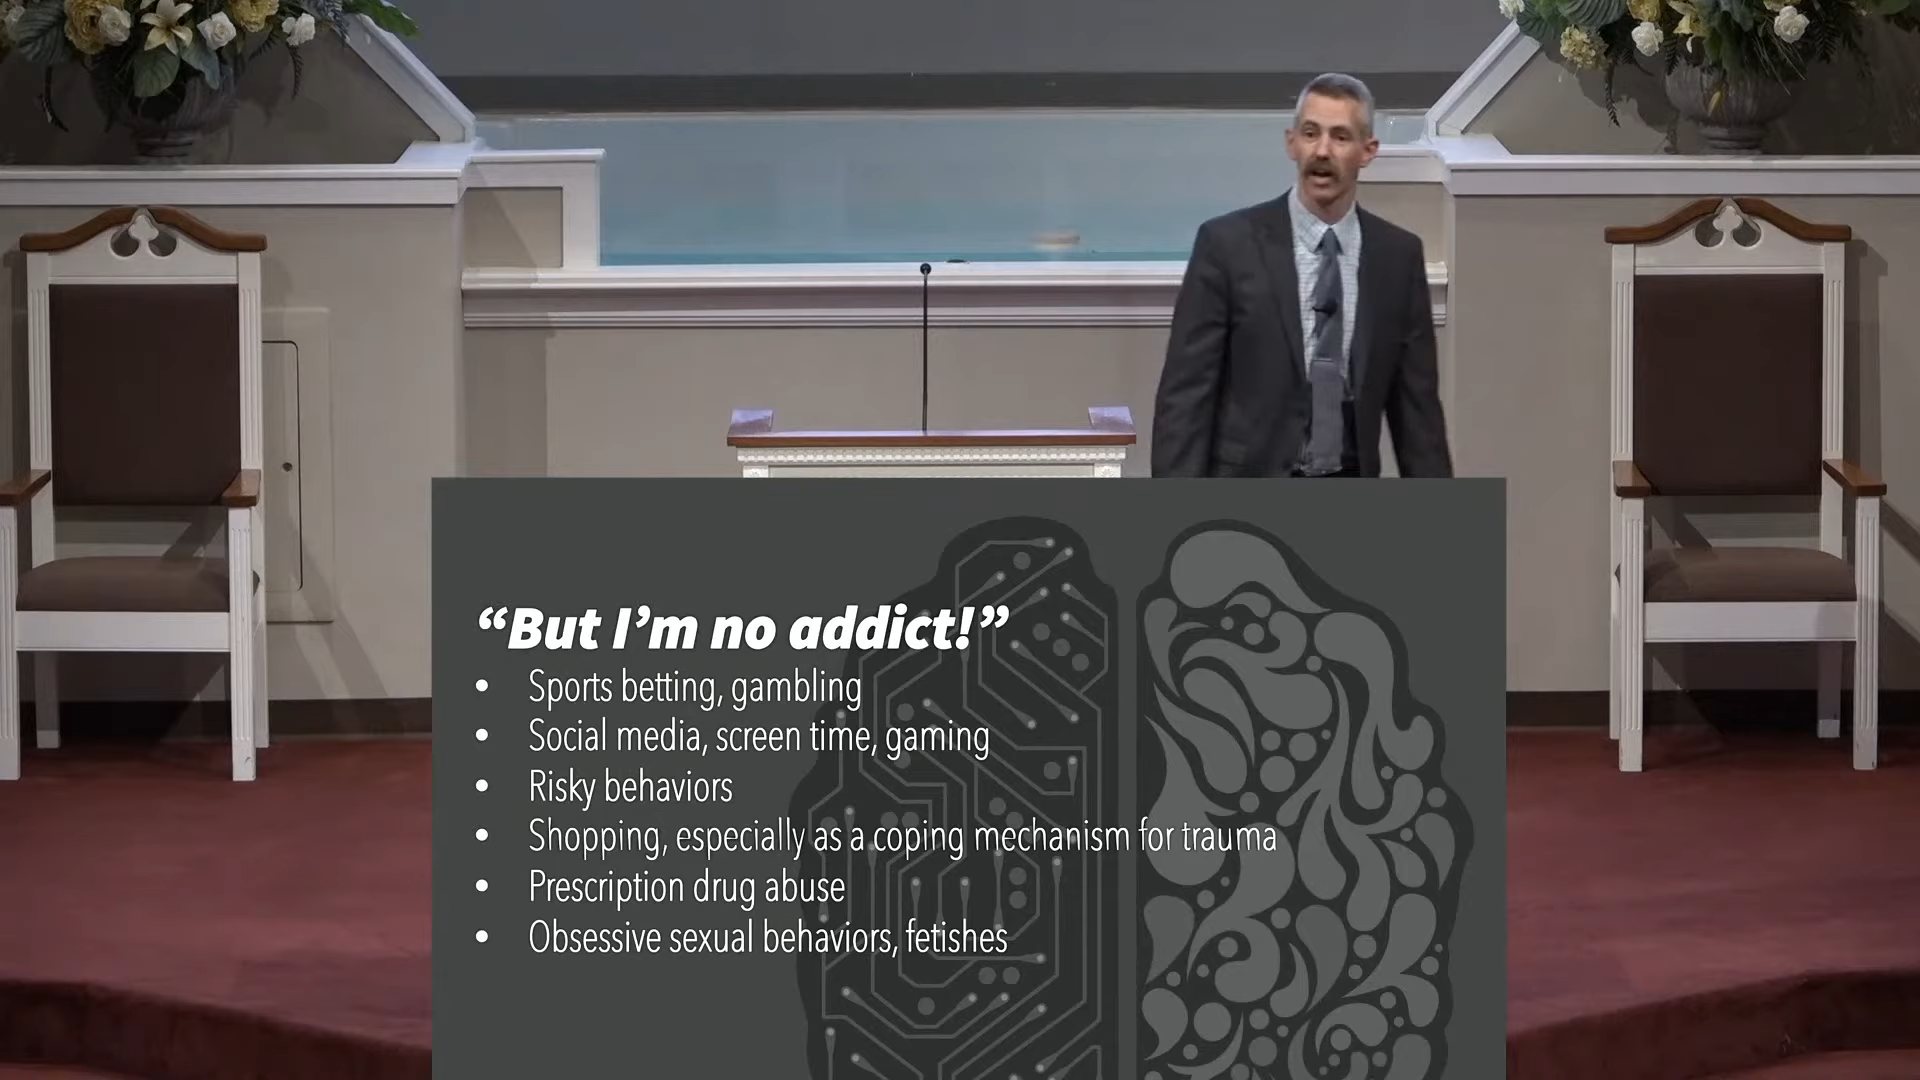 “But I’m no addict!”
• Sports betting, gambling
• Social media, screen time, gaming
• Risky behaviors
• Shopping, especially as a coping mechanism for trauma
• Prescription drug abuse
• Obsessive sexual behaviors, fetishes